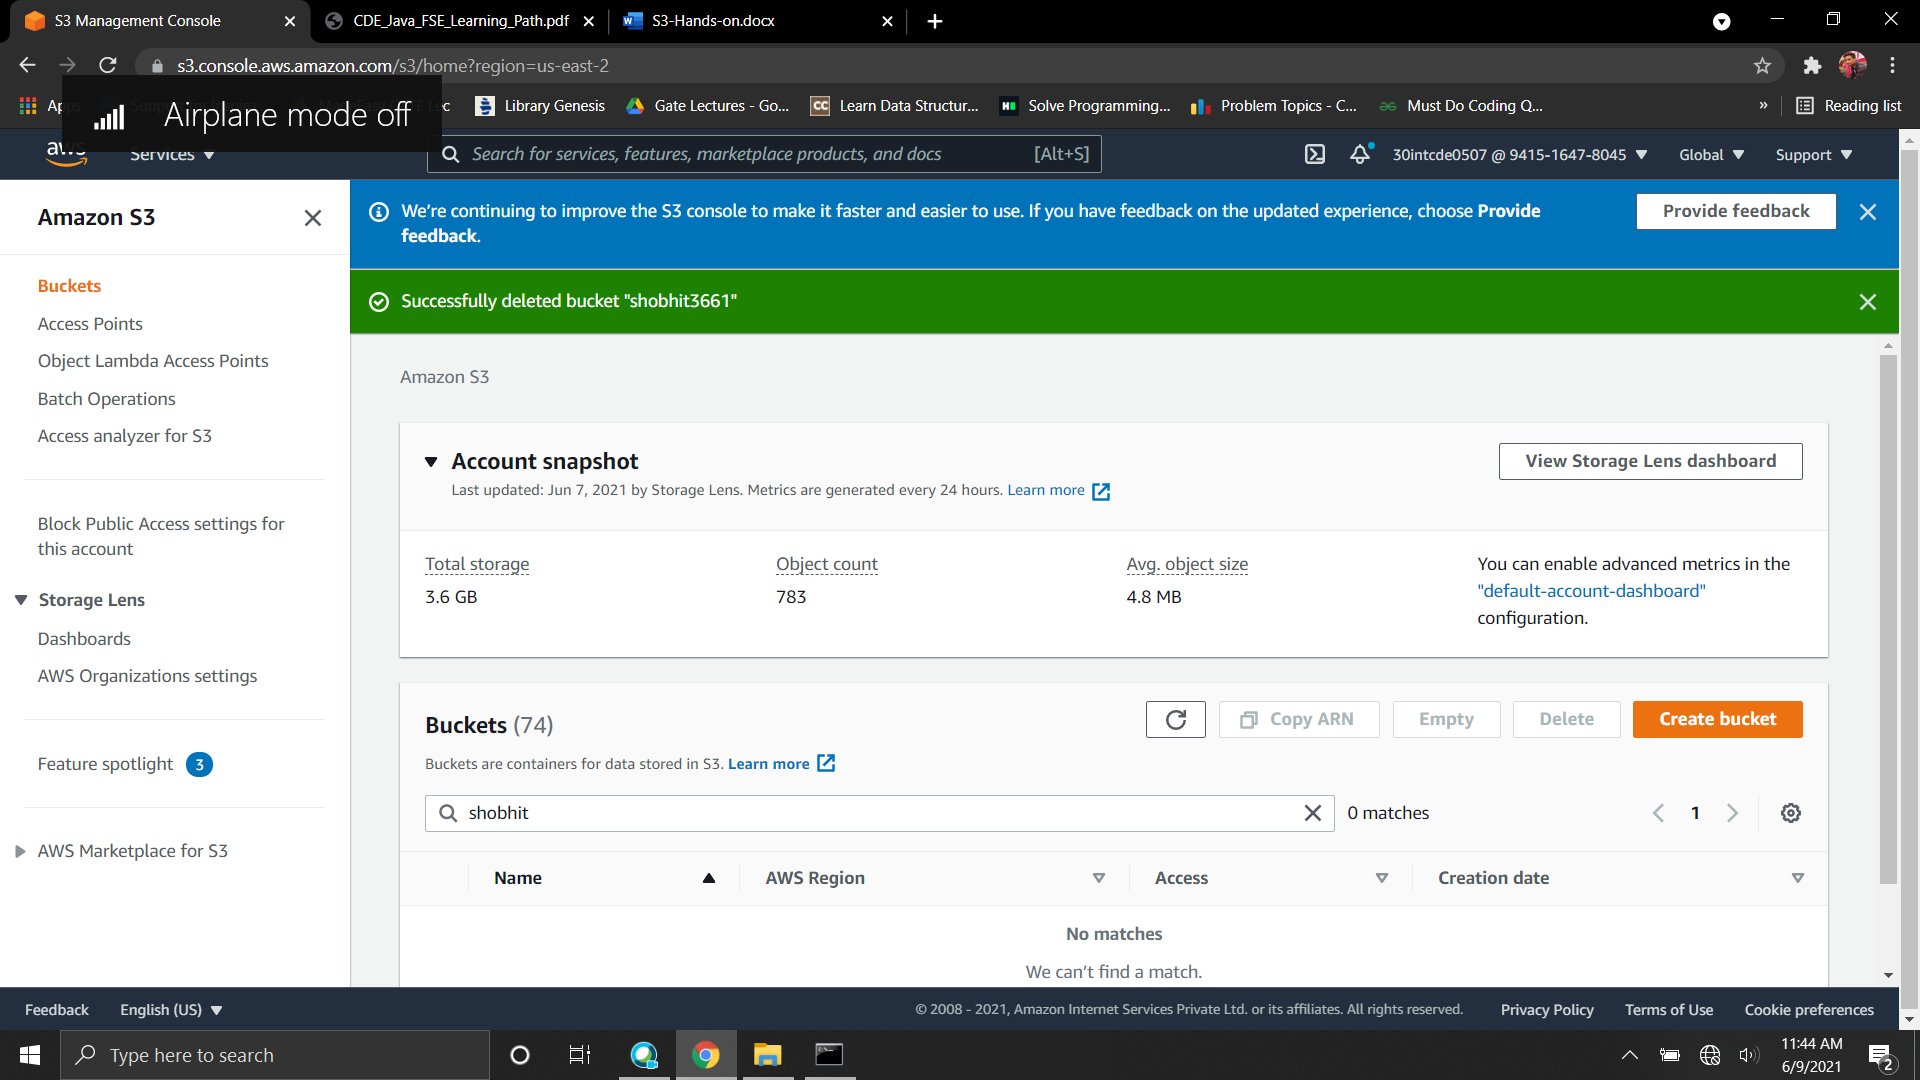 S3 Management Console
CDE_Java_FSE_Learning_Path.pdf
S3-Hands-on.docx
s3.console.aws.amazon.com/s3/home?region=us-east-2
Library Genesis
Gate Lectures - Go...
Learn Data Structur...
Solve Programming...
Problem Topics - C...
Must Do Coding Q...
»
Reading list
Airplane mode off
aws
Services
Search for services, features, marketplace products, and docs
[Alt+S]
30intcde0507 @ 9415-1647-8045
Global
Support
Amazon S3
Buckets
Access Points
Object Lambda Access Points
Batch Operations
Access analyzer for S3
Block Public Access settings for
this account
Storage Lens
Dashboards
AWS Organizations settings
Feature spotlight 3
AWS Marketplace for S3
We're continuing to improve the S3 console to make it faster and easier to use. If you have feedback on the updated experience, choose Provide
feedback.
Provide feedback
Successfully deleted bucket "shobhit3661"
Amazon S3
Account snapshot
Last updated: Jun 7, 2021 by Storage Lens. Metrics are generated every 24 hours. Learn more
View Storage Lens dashboard
Total storage
3.6 GB
Object count
783
Avg. object size
4.8 MB
You can enable advanced metrics in the
"default-account-dashboard"
configuration.
Buckets (74)
Copy ARN
Empty
Delete
Create bucket
Buckets are containers for data stored in S3. Learn more
shobhit
0 matches
1
Name
AWS Region
Access
Creation date
No matches
We can't find a match.
Feedback
English (US)
© 2008 - 2021, Amazon Internet Services Private Ltd. or its affiliates. All rights reserved.
Privacy Policy
Terms of Use
Cookie preferences
Type here to search
11:44 AM
6/9/2021
2